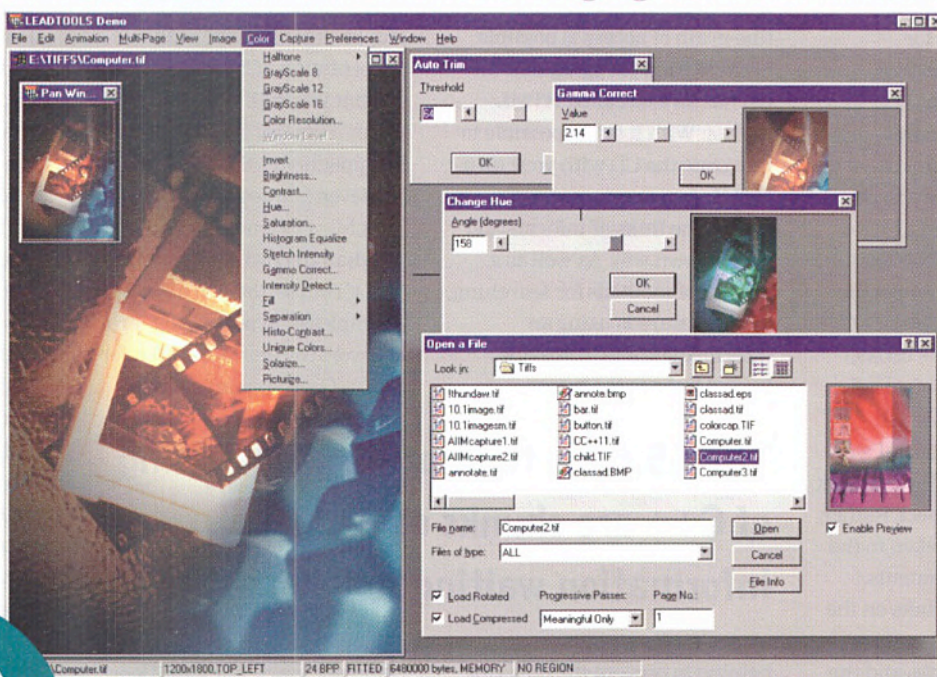 LEADTOOLS Demo
File Edit Animation Multi-Page View Image Color Capture Preferences Window Help
E:\TIFFS\Computer.tif
Pan Win...
Halftone
GrayScale 8
GrayScale 12
GrayScale 16
Color Resolution...
Window Level...
Invert
Brightness...
Contrast...
Hue...
Saturation...
Histogram Equalize
Stretch Intensity
Gamma Correct...
Intensity Detect...
Fill
Separation
Histo-Contrast...
Unique Colors...
Solarize...
Picturize...
Auto Trim
Threshold
64
OK
Gamma Correct
Value
2.14
OK
Change Hue
Angle (degrees)
158
OK
Cancel
Open a File
Look in: Tiffs
1thundaw.tif annote.bmp classad.eps
10.1image.tif bar.tif classad.tif
10.1imagesm.tif button.tif colorcap.TIF
AIIMcapture1.tif CC++11.tif Computer.tif
AIIMcapture2.tif child.TIF Computer2.tif
annotate.tif classad.BMP Computer3.tif
File name: Computer2.tif Open Enable Preview
Files of type: ALL Cancel
File Info
Load Rotated Progressive Passes: Page No.:
Load Compressed Meaningful Only 1
\Computer.tif 1200x1800,TOP_LEFT 24 BPP FITTED 6480000 bytes, MEMORY NO REGION